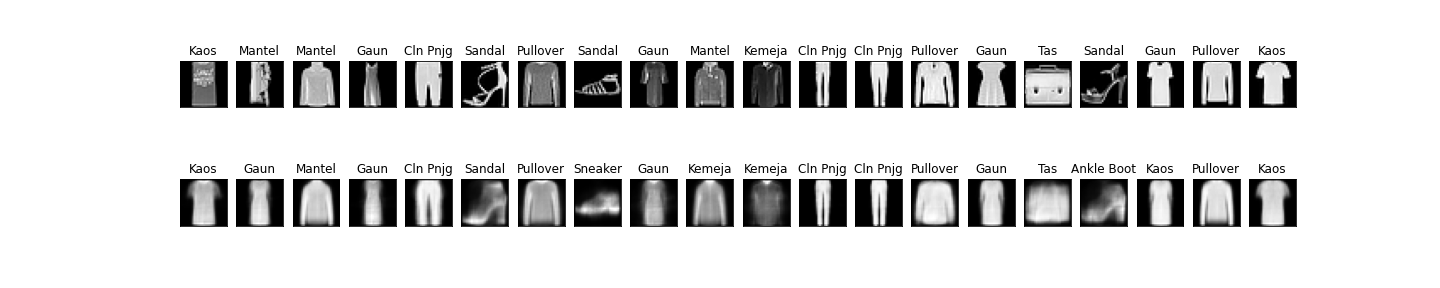 Kaos Mantel Mantel Gaun Cln Pnjg Sandal Pullover Sandal Gaun Mantel Kemeja Cln Pnjg Cln Pnjg Pullover Gaun Tas Sandal Gaun Pullover Kaos
Kaos Gaun Mantel Gaun Cln Pnjg Sandal Pullover Sneaker Gaun Kemeja Kemeja Cln Pnjg Cln Pnjg Pullover Gaun Tas Ankle Boot Kaos Pullover Kaos